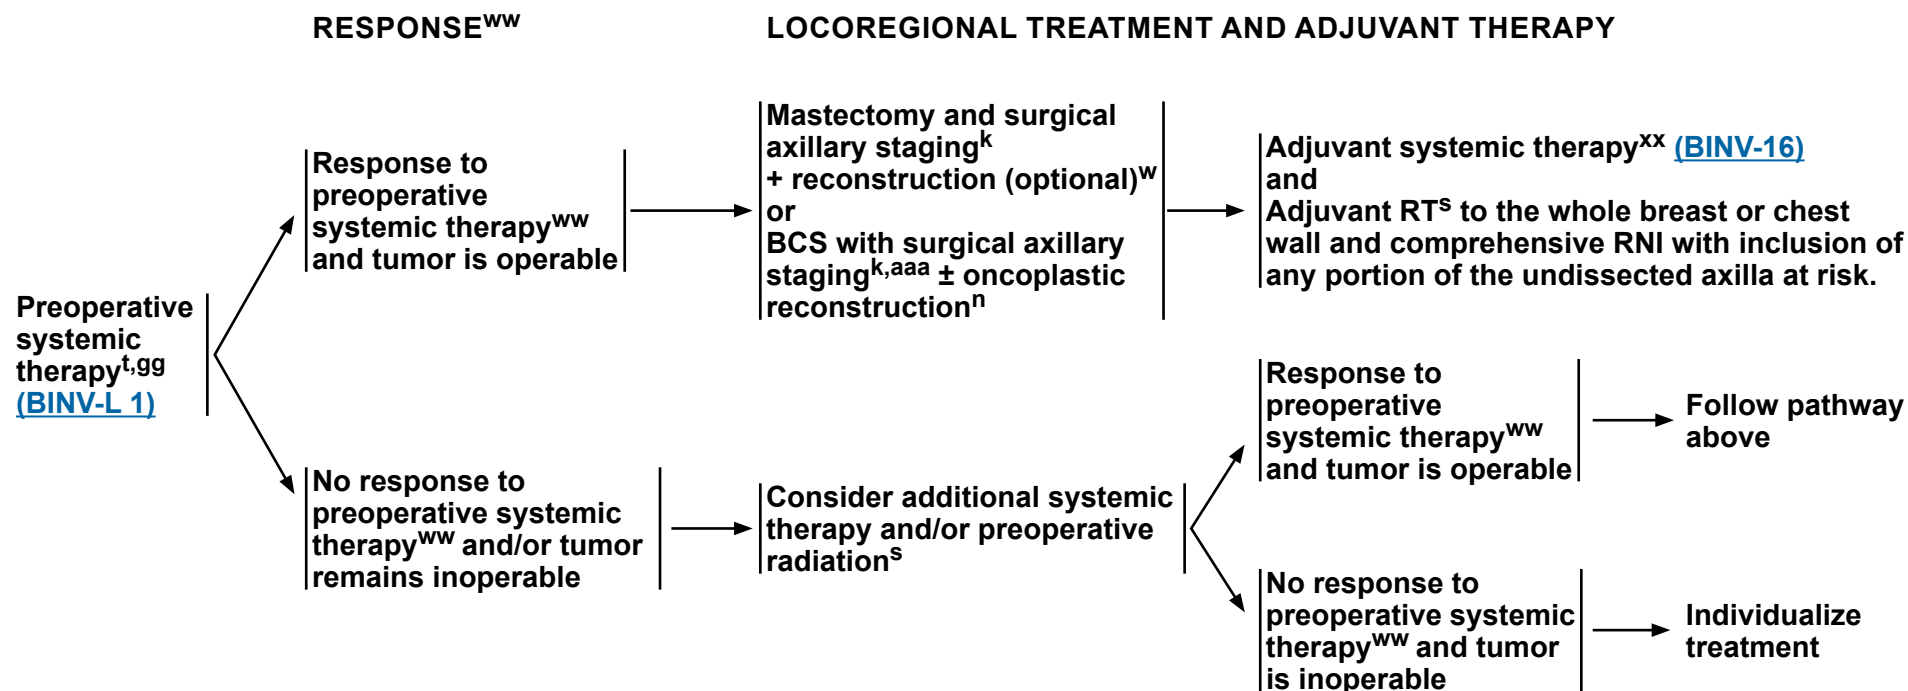 RESPONSEww
LOCOREGIONAL TREATMENT AND ADJUVANT THERAPY
Preoperative
systemic
therapyt,gg
(BINV-L 1)
Response to
preoperative
systemic therapyww
and tumor is operable
Mastectomy and surgical
axillary stagingk
+ reconstruction (optional)w
or
BCS with surgical axillary
stagingk,aaa ± oncoplastic
reconstructionn
Adjuvant systemic therapyxx (BINV-16)
and
Adjuvant RTs to the whole breast or chest
wall and comprehensive RNI with inclusion of
any portion of the undissected axilla at risk.
No response to
preoperative systemic
therapyww and/or tumor
remains inoperable
Consider additional systemic
therapy and/or preoperative
radiations
Response to
preoperative
systemic therapyww
and tumor is operable
Follow pathway
above
No response to
preoperative systemic
therapyww and tumor
is inoperable
Individualize
treatment